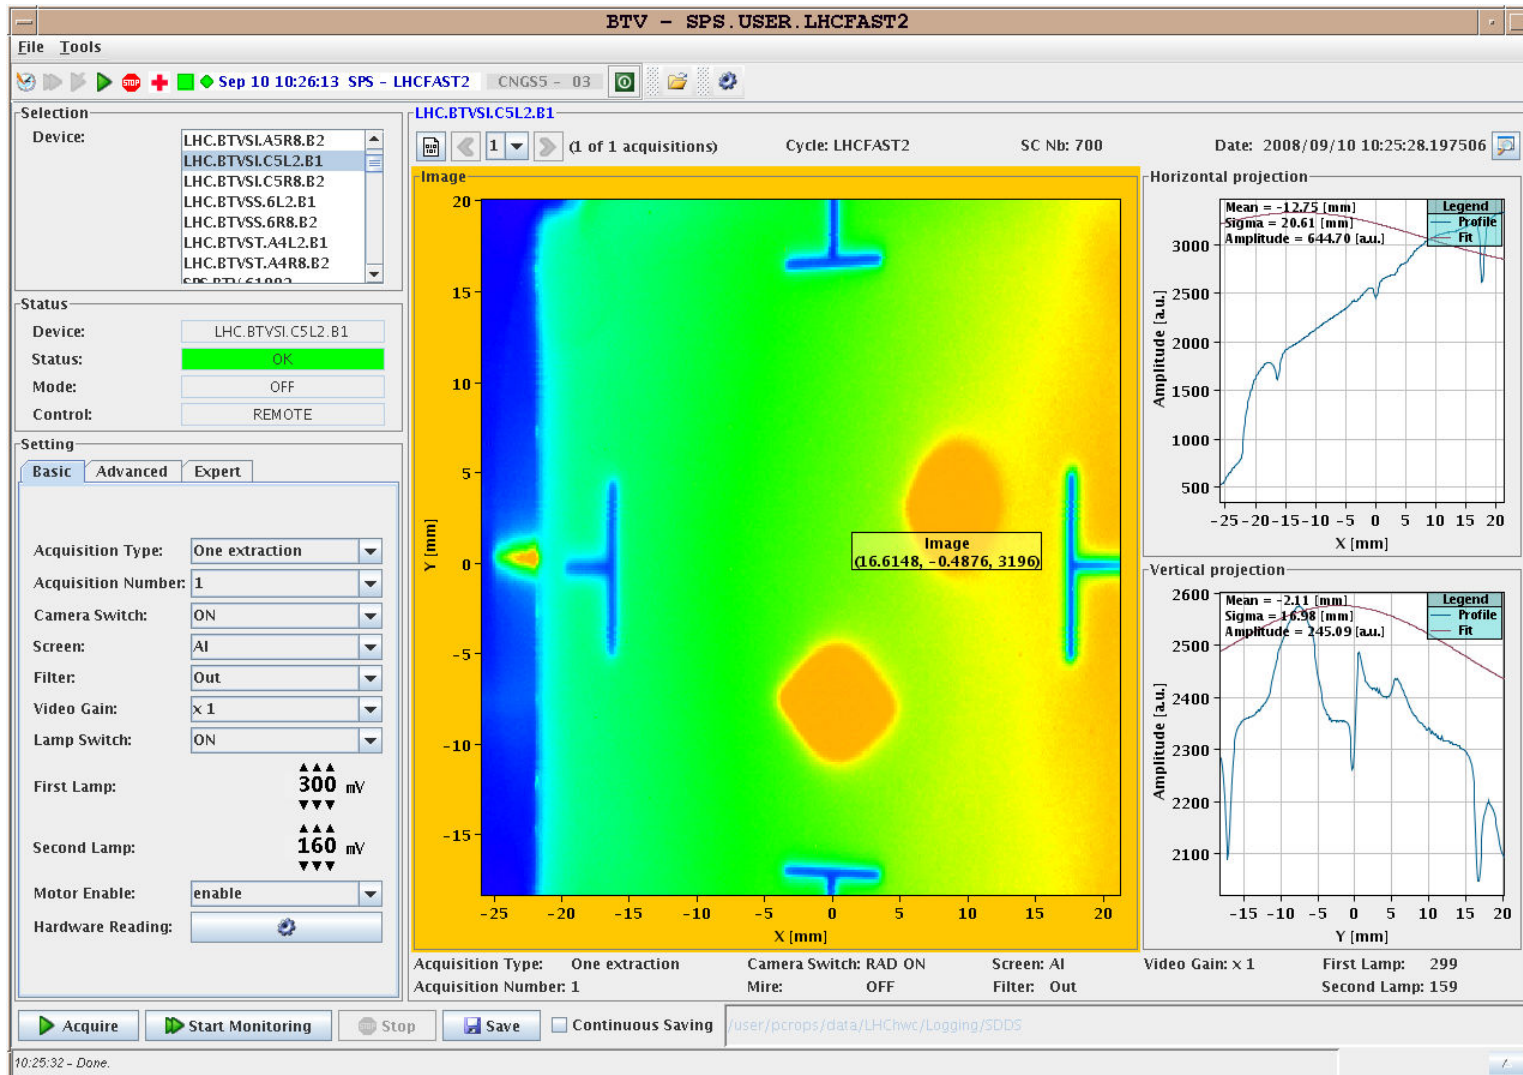 BTV - SPS.USER.LHCFAST2
File Tools
Sep 10 10:26:13 SPS - LHCFAST2 CNGS5 - 03
Selection
Device:
LHC.BTVSI.A5R8.B2
LHC.BTVSI.C5L2.B1
LHC.BTVSI.C5R8.B2
LHC.BTVSS.6L2.B1
LHC.BTVSS.6R8.B2
LHC.BTVST.A4L2.B1
LHC.BTVST.A4R8.B2
Status
Device: LHC.BTVSI.C5L2.B1
Status: OK
Mode: OFF
Control: REMOTE
Setting
Basic Advanced Expert
Acquisition Type: One extraction
Acquisition Number: 1
Camera Switch: ON
Screen: Al
Filter: Out
Video Gain: x 1
Lamp Switch: ON
First Lamp: 300 mV
Second Lamp: 160 mV
Motor Enable: enable
Hardware Reading:
LHC.BTVSI.C5L2.B1
1 (1 of 1 acquisitions) Cycle: LHCFAST2 SC Nb: 700 Date: 2008/09/10 10:25:28.197506
Image
20
15
10
5
0
-5
-10
-15
Y [mm]
Image
(16.6148, -0.4876, 3196)
-25 -20 -15 -10 -5 0 5 10 15 20
X [mm]
Horizontal projection
Mean = -12.75 [mm]
Sigma = 20.61 [mm]
Amplitude = 644.70 [a.u.]
Legend
Profile
Fit
3000
2500
2000
1500
1000
500
Amplitude [a.u.]
-25 -20 -15 -10 -5 0 5 10 15 20
X [mm]
Vertical projection
Mean = -2.11 [mm]
Sigma = 16.98 [mm]
Amplitude = 245.09 [a.u.]
Legend
Profile
Fit
2600
2500
2400
2300
2200
2100
Amplitude [a.u.]
-15 -10 -5 0 5 10 15 20
Y [mm]
Acquisition Type: One extraction Camera Switch: RAD ON Screen: Al Video Gain: x 1 First Lamp: 299
Acquisition Number: 1 Mire: OFF Filter: Out Second Lamp: 159
Acquire Start Monitoring STOP Stop Save Continuous Saving /user/pcrops/data/LHChwc/Logging/SDDS
10:25:32 - Done.